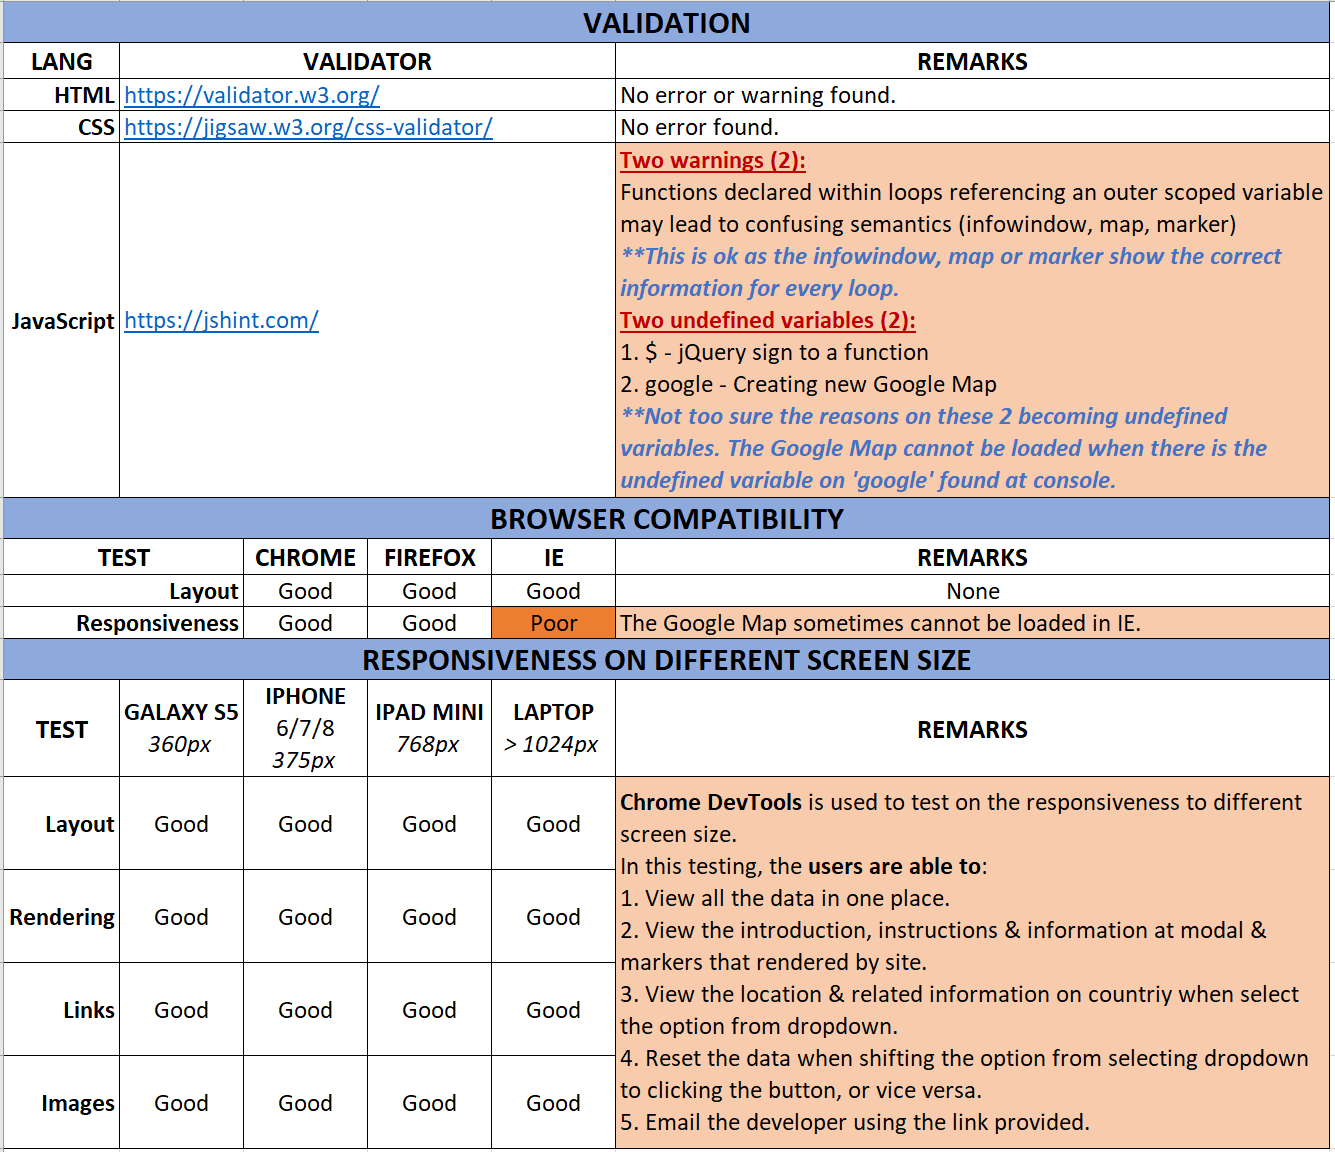 VALIDATION
LANG VALIDATOR REMARKS
HTML https://validator.w3.org/ No error or warning found.
CSS https://jigsaw.w3.org/css-validator/ No error found.
JavaScript https://jshint.com/
Two warnings (2):
Functions declared within loops referencing an outer scoped variable
may lead to confusing semantics (infowindow, map, marker)
**This is ok as the infowindow, map or marker show the correct
information for every loop.
Two undefined variables (2):
1. $ - jQuery sign to a function
2. google - Creating new Google Map
**Not too sure the reasons on these 2 becoming undefined
variables. The Google Map cannot be loaded when there is the
undefined variable on 'google' found at console.
BROWSER COMPATIBILITY
TEST CHROME FIREFOX IE REMARKS
Layout Good Good Good None
Responsiveness Good Good Poor The Google Map sometimes cannot be loaded in IE.
RESPONSIVENESS ON DIFFERENT SCREEN SIZE
TEST
GALAXY S5
360px
IPHONE
6/7/8
375px
IPAD MINI
768px
LAPTOP
> 1024px
REMARKS
Layout Good Good Good Good
Rendering Good Good Good Good
Links Good Good Good Good
Images Good Good Good Good
Chrome DevTools is used to test on the responsiveness to different
screen size.
In this testing, the users are able to:
1. View all the data in one place.
2. View the introduction, instructions & information at modal &
markers that rendered by site.
3. View the location & related information on countriy when select
the option from dropdown.
4. Reset the data when shifting the option from selecting dropdown
to clicking the button, or vice versa.
5. Email the developer using the link provided.